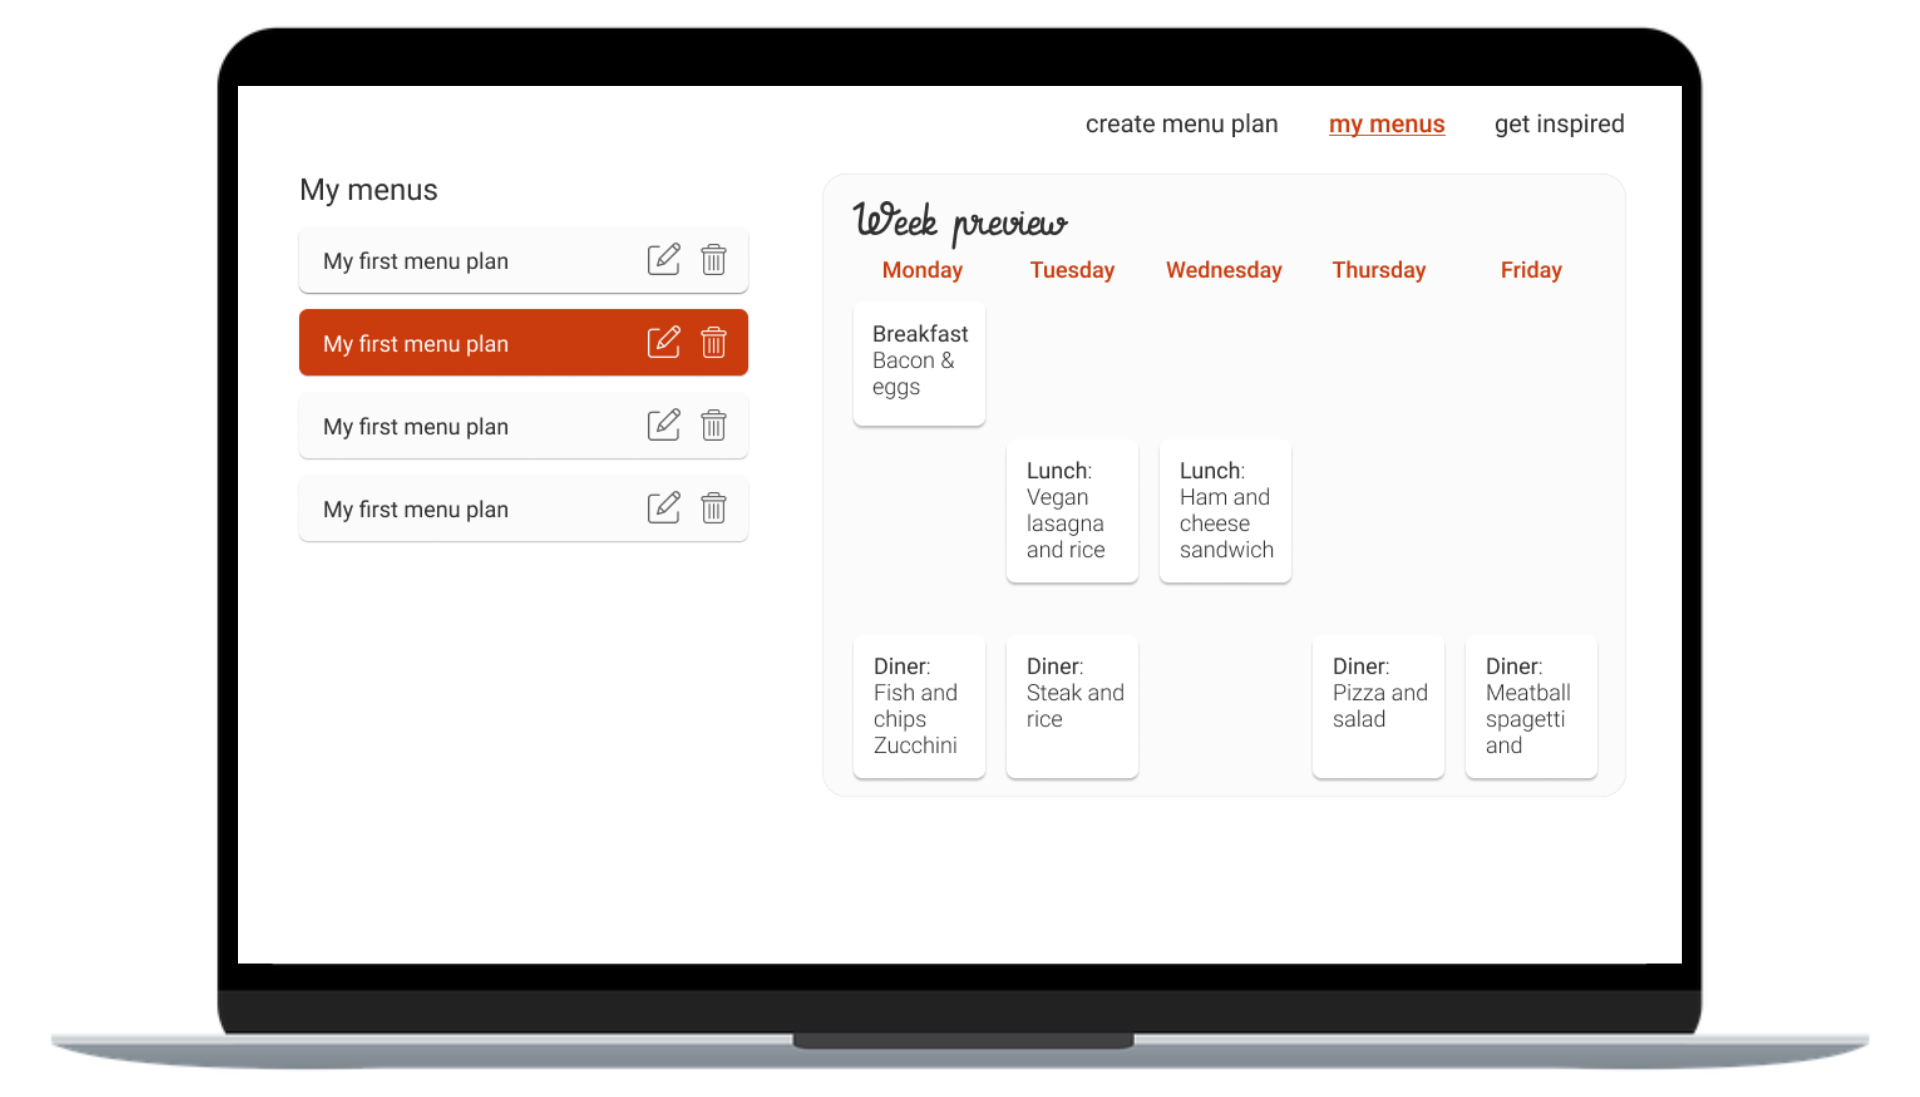 create menu plan my menus get inspired
My menus
My first menu plan
My first menu plan
My first menu plan
My first menu plan
Week preview
Monday Tuesday Wednesday Thursday Friday
Breakfast
Bacon &
eggs
Lunch:
Vegan
lasagna
and rice
Lunch:
Ham and
cheese
sandwich
Diner:
Fish and
chips
Zucchini
Diner:
Steak and
rice
Diner:
Pizza and
salad
Diner:
Meatball
spagetti
and